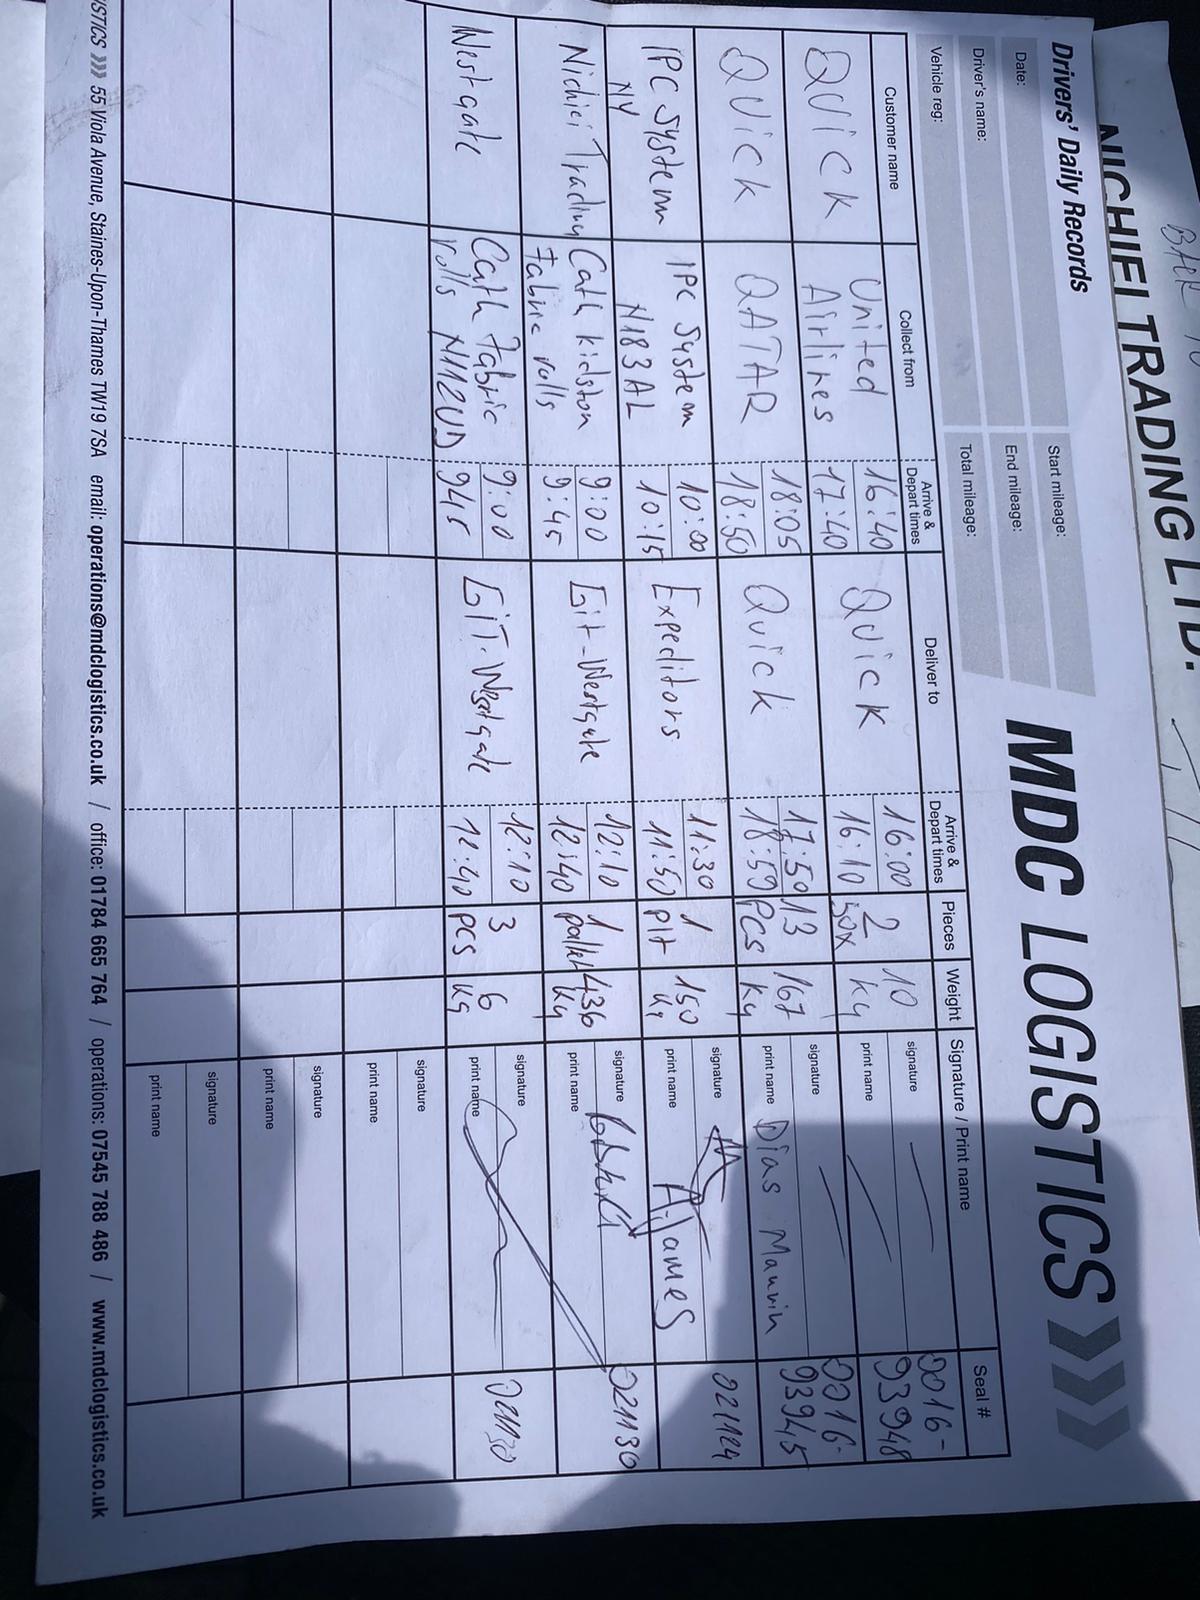 BACK TO
NICHIFI TRADING LTD.
Drivers' Daily Records
MDC LOGISTICS
Date:
Start mileage:
Driver's name:
End mileage:
Vehicle reg:
Total mileage:
Customer name Collect from Arrive & Depart times Deliver to Arrive & Depart times Pieces Weight Signature / Print name Seal #
QUICK United Airlines 16:40 17:40 QUICK 16:00 16:10 2 box 10 kg signature print name 0016-93948
QUICK QATAR 18:05 18:50 Quick 17:50 18:50 13 PCS 167 kg signature print name Dias Mauvin 0016-93945
IPC System NY IPC System N183AL 10:00 10:15 Expeditors 11:30 11:50 1 plt 150 kg signature print name A.James 021124
Nichiei Trading Cath kidston fabric rolls 9:00 9:45 Git-Westgate 12:10 12:40 1 pallet 436 kg signature print name 021130
Westgate Cath fabric rolls N112UD 9:00 945 GiT-Westgate 12:10 12:40 3 PCS 6 kg signature print name 021130
signature
print name
signature
print name
signature
print name
ISTICS >>> 55 Viola Avenue, Staines-Upon-Thames TW19 7SA email: operations@mdclogistics.co.uk / office: 01784 665 764 / operations: 07545 788 486 / www.mdclogistics.co.uk